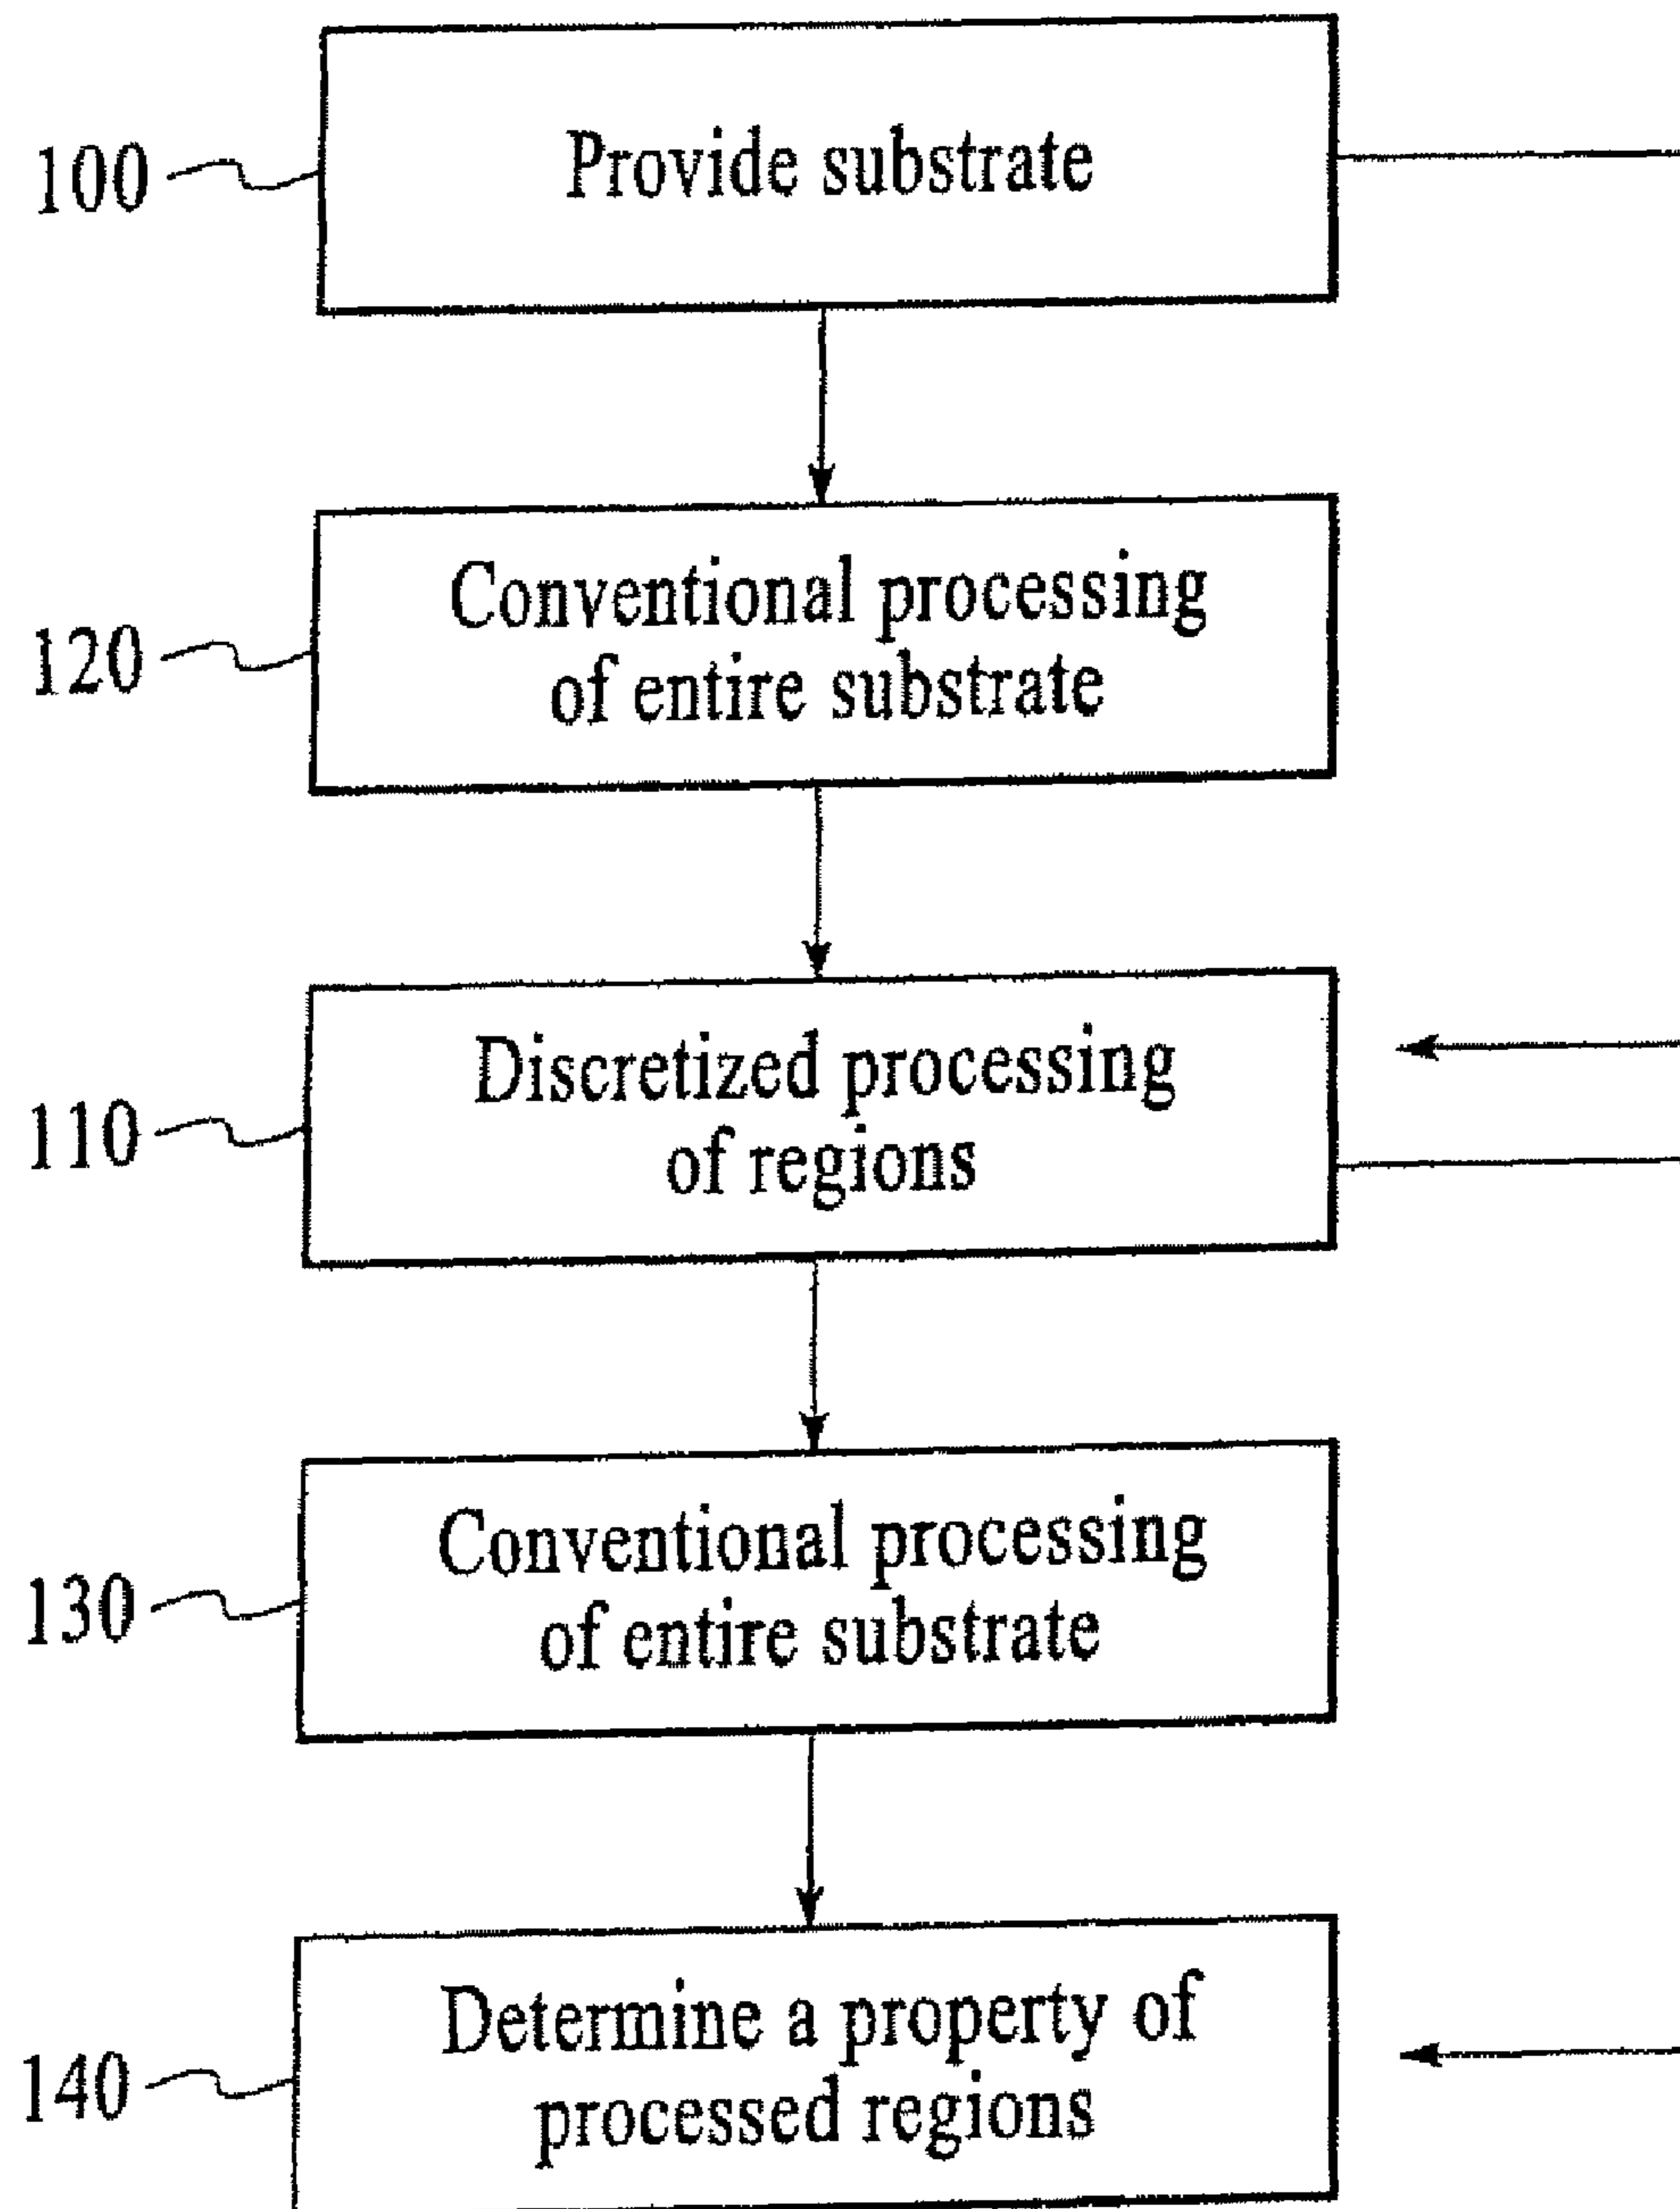 100
Provide substrate
120
Conventional processing
of entire substrate
110
Discretized processing
of regions
130
Conventional processing
of entire substrate
140
Determine a property of
processed regions